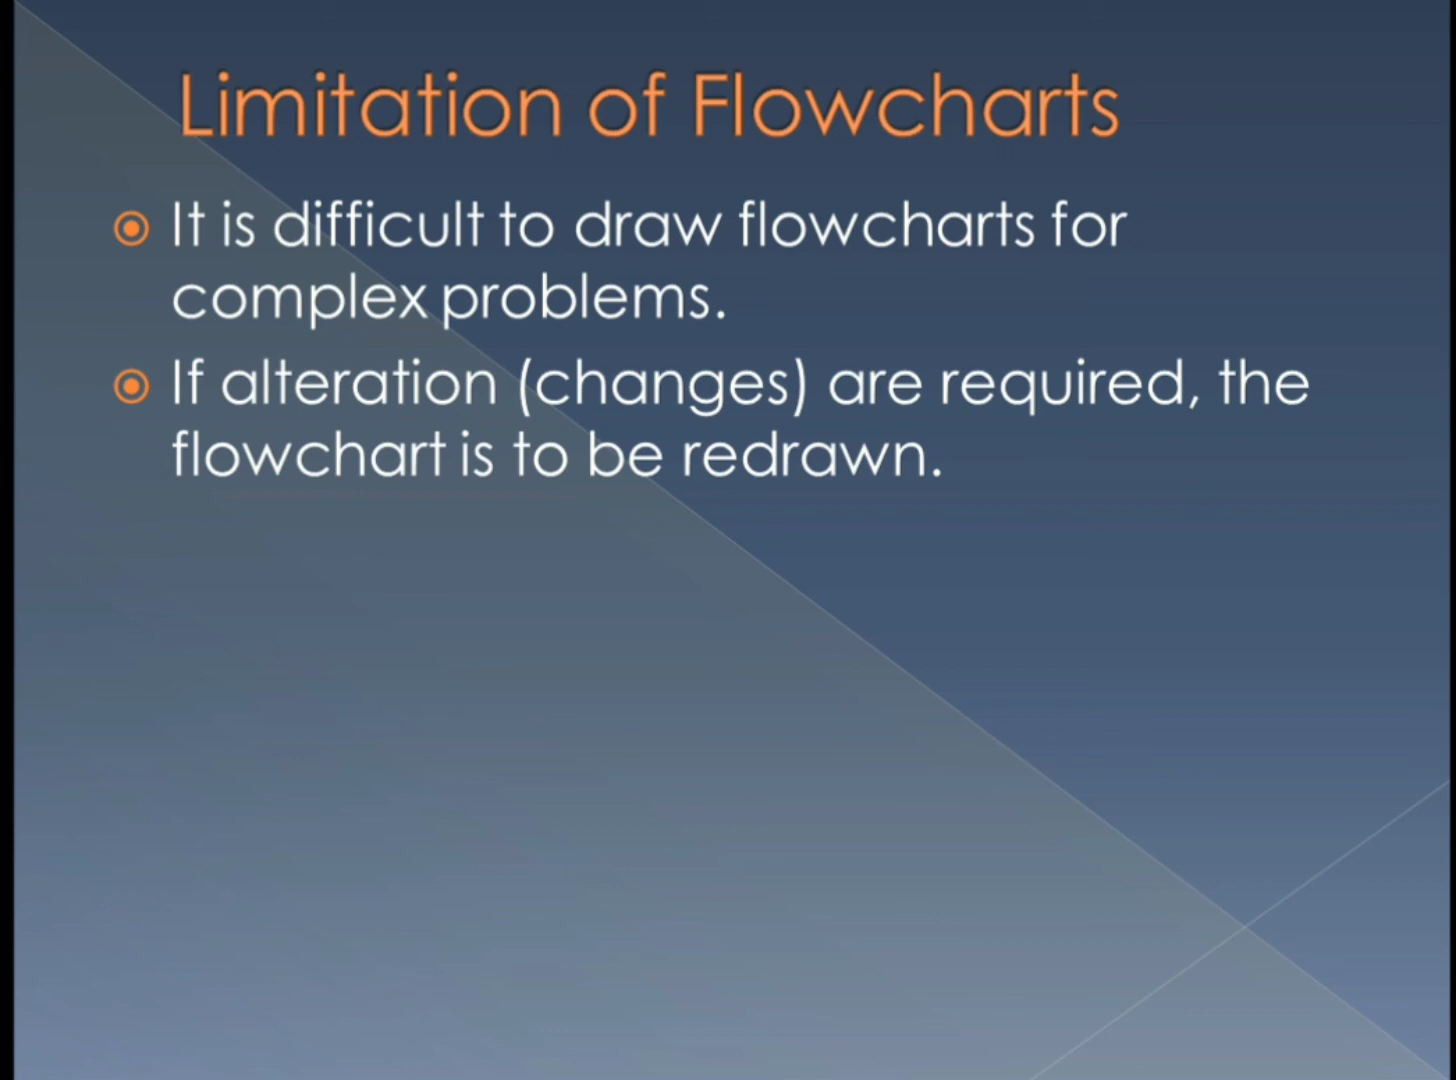 Limitation of Flowcharts
It is difficult to draw flowcharts for
complex problems.
If alteration (changes) are required, the
flowchart is to be redrawn.